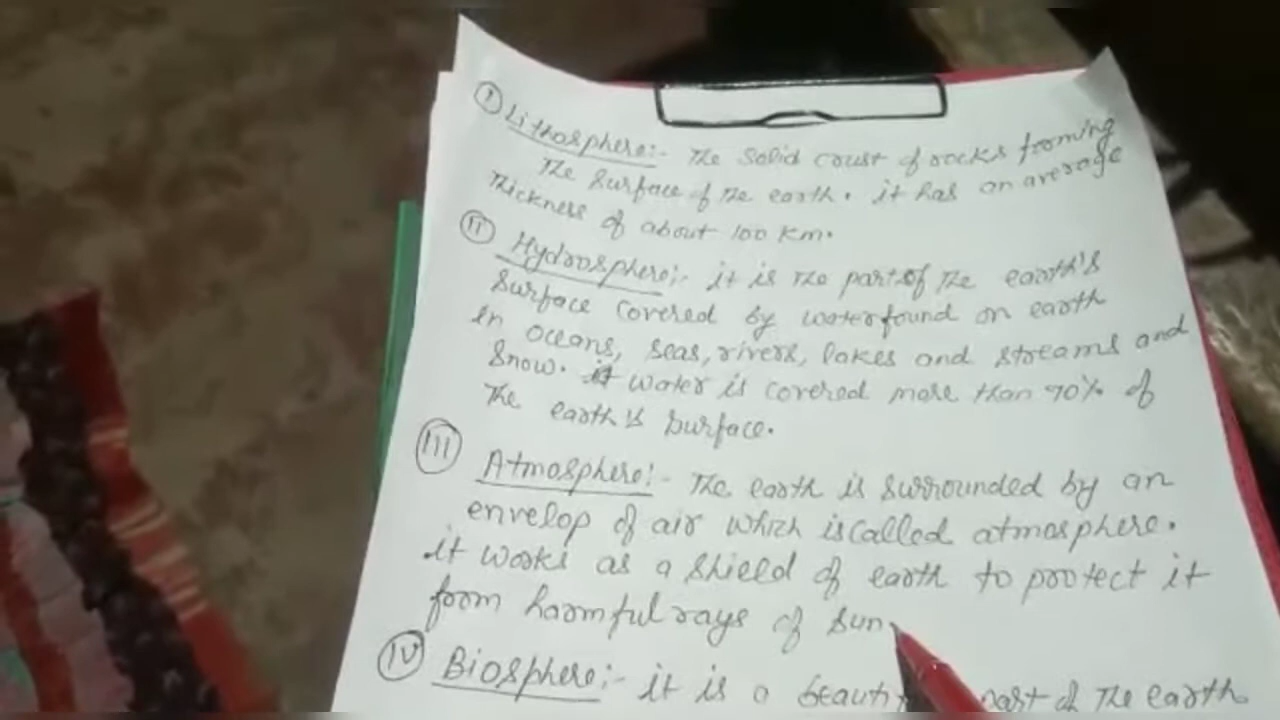 I Lithosphere:- The Solid crust of rocks forming
The Surface of The earth. it has an average
Thickness of about 100 km.
II Hydrosphere:- it is The part of The earth's
Surface covered by water found on earth
in oceans, seas, rivers, lakes and streams and
Snow. water is covered more than 70% of
The earth's Surface.
III Atmosphere:- The earth is Surrounded by an
envelop of air which is called atmosphere.
it works as a Shield of earth to protect it
form harmful rays of Sun
IV Biosphere:- it is a part of The earth